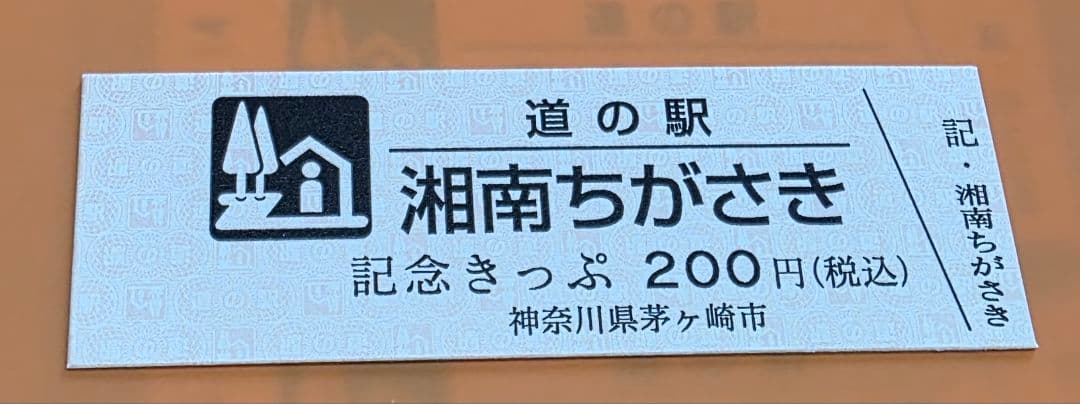 道の駅
湘南ちがさき
記念きっぷ 200円(税込)
神奈川県茅ヶ崎市
記・湘南ちがさき